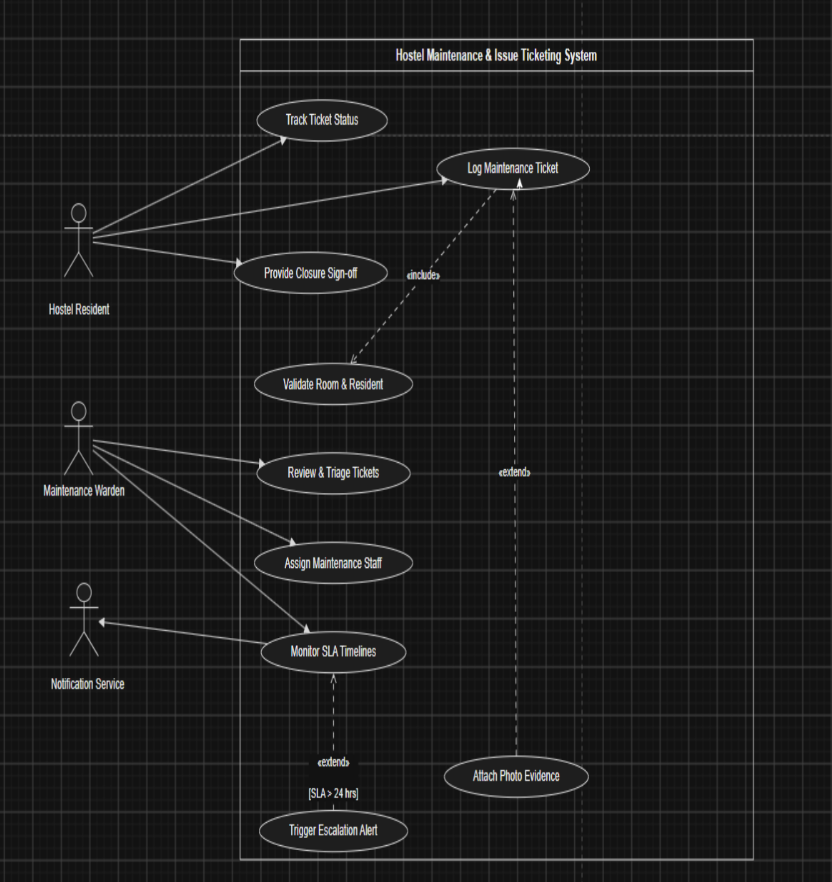 Hostel Maintenance & Issue Ticketing System
Track Ticket Status
Log Maintenance Ticket
Provide Closure Sign-off
«include»
Hostel Resident
Validate Room & Resident
Review & Triage Tickets
«extend»
Maintenance Warden
Assign Maintenance Staff
Monitor SLA Timelines
Notification Service
«extend»
[SLA > 24 hrs]
Attach Photo Evidence
Trigger Escalation Alert